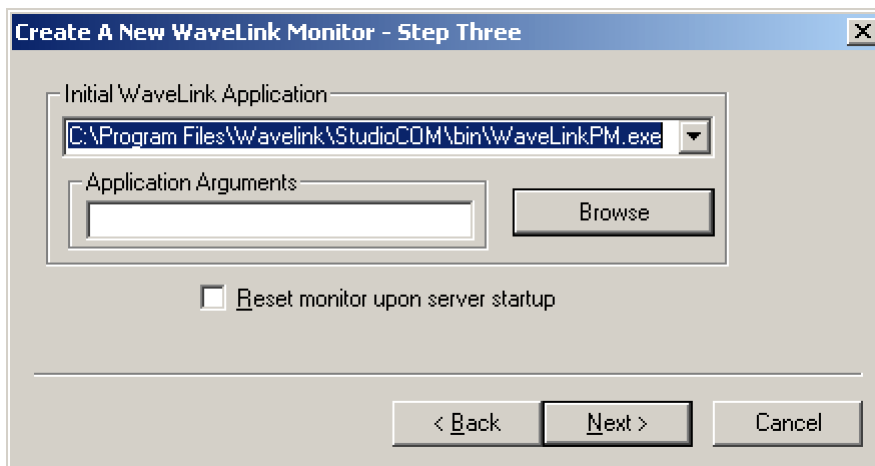 Create A New WaveLink Monitor - Step Three
Initial WaveLink Application
C:\Program Files\Wavelink\StudioCOM\bin\WaveLinkPM.exe
Application Arguments
Browse
Reset monitor upon server startup
< Back
Next >
Cancel